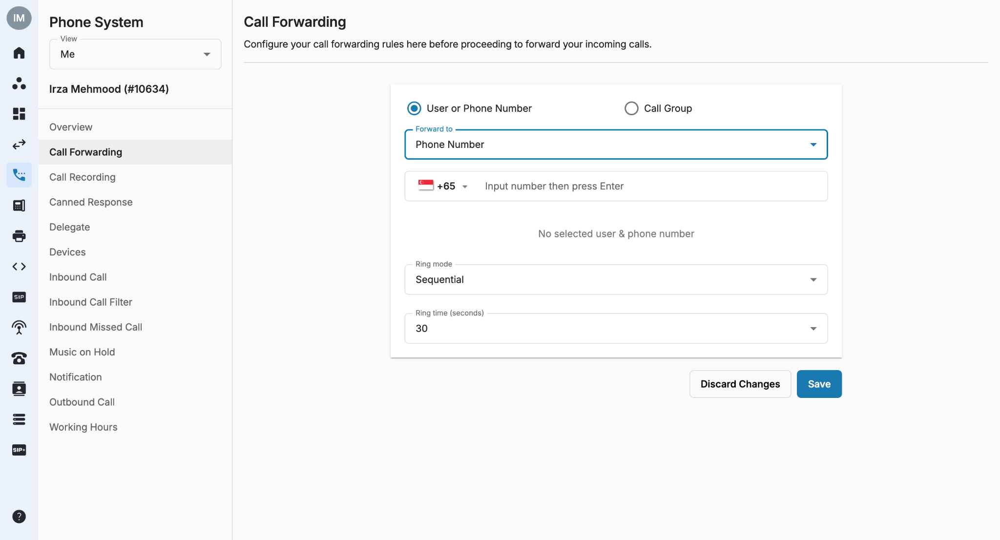 IM
Phone System
View
Me
Irza Mehmood (#10634)
Overview
Call Forwarding
Call Recording
Canned Response
Delegate
Devices
Inbound Call
Inbound Call Filter
Inbound Missed Call
Music on Hold
Notification
Outbound Call
Working Hours
SIP
SIP+
?
Call Forwarding
Configure your call forwarding rules here before proceeding to forward your incoming calls.
User or Phone Number
Call Group
Forward to
Phone Number
+65
Input number then press Enter
No selected user & phone number
Ring mode
Sequential
Ring time (seconds)
30
Discard Changes
Save